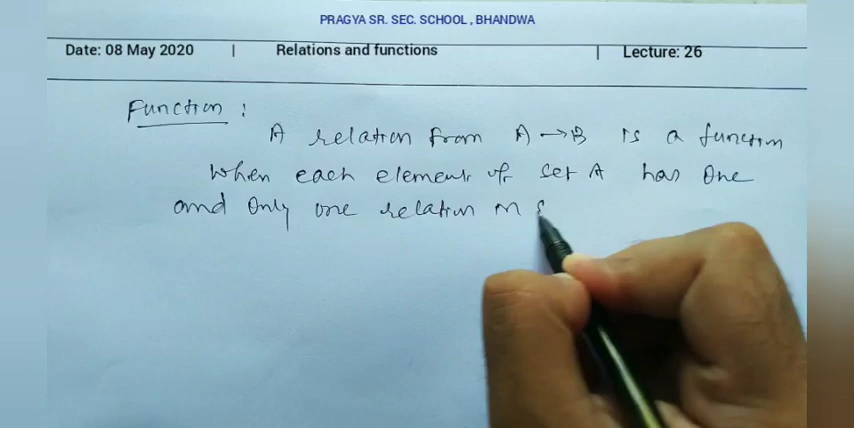 PRAGYA SR. SEC. SCHOOL , BHANDWA
Date: 08 May 2020 | Relations and functions | Lecture: 26
Function :
A relation from A → B is a function
when each element of set A has one
and only one relation in